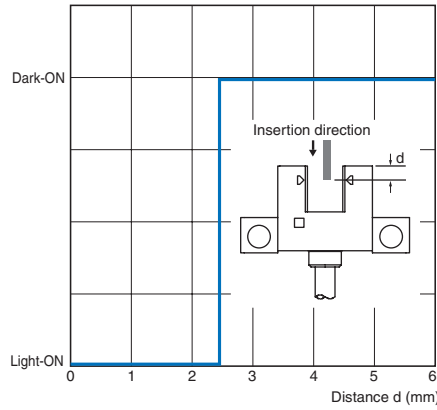 Dark-ON
Insertion direction
d
Light-ON
0 1 2 3 4 5 6
Distance d (mm)